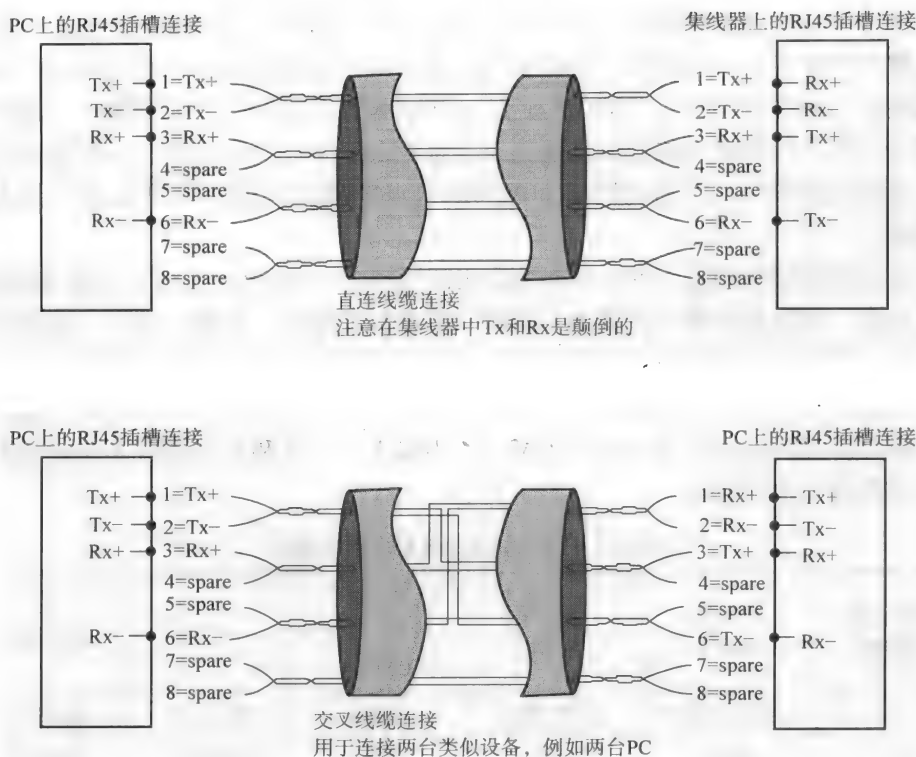 PC上的RJ45插槽连接
集线器上的RJ45插槽连接
Tx+
Tx-
Rx+
Rx-
1=Tx+
2=Tx-
3=Rx+
4=spare
5=spare
6=Rx-
7=spare
8=spare
1=Tx+
2=Tx-
3=Rx+
4=spare
5=spare
6=Rx-
7=spare
8=spare
Rx+
Rx-
Tx+
Tx-
直连线缆连接
注意在集线器中Tx和Rx是颠倒的
PC上的RJ45插槽连接
PC上的RJ45插槽连接
Tx+
Tx-
Rx+
Rx-
1=Tx+
2=Tx-
3=Rx+
4=spare
5=spare
6=Rx-
7=spare
8=spare
1=Rx+
2=Rx-
3=Tx+
4=spare
5=spare
6=Tx-
7=spare
8=spare
Tx+
Tx-
Rx+
Rx-
交叉线缆连接
用于连接两台类似设备，例如两台PC